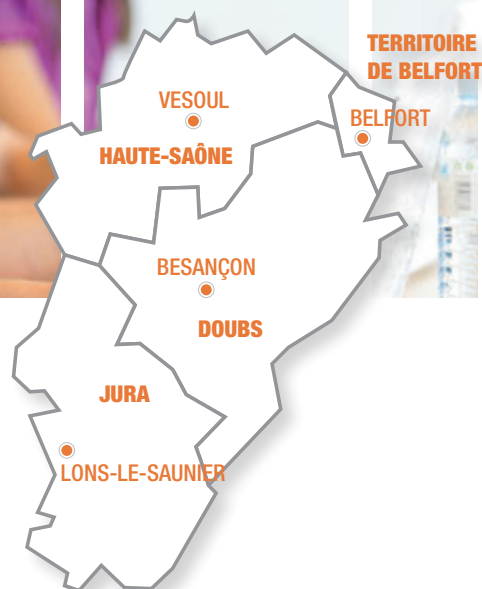 TERRITOIRE
DE BELFORT
VESOUL
BELFORT
HAUTE-SAÔNE
BESANÇON
DOUBS
JURA
LONS-LE-SAUNIER